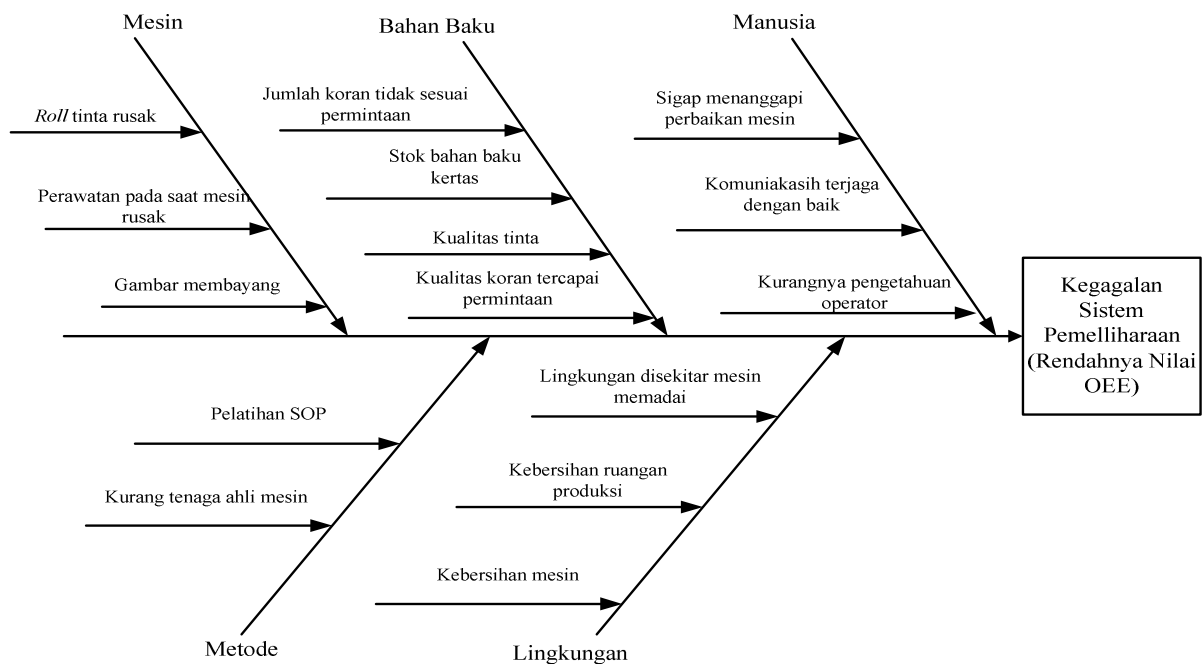 Mesin
Bahan Baku
Manusia
Roll tinta rusak
Perawatan pada saat mesin
rusak
Gambar membayang
Jumlah koran tidak sesuai
permintaan
Stok bahan baku
kertas
Kualitas tinta
Kualitas koran tercapai
permintaan
Sigap menanggapi
perbaikan mesin
Komuniakasih terjaga
dengan baik
Kurangnya pengetahuan
operator
Kegagalan
Sistem
Pemelliharaan
(Rendahnya Nilai
OEE)
Pelatihan SOP
Kurang tenaga ahli mesin
Lingkungan disekitar mesin
memadai
Kebersihan ruangan
produksi
Kebersihan mesin
Metode
Lingkungan